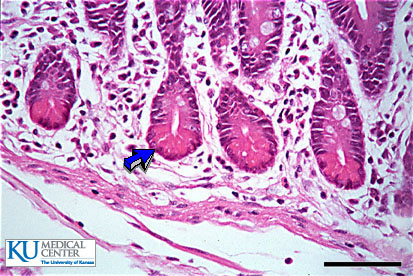 KU MEDICAL
CENTER
The University of Kansas